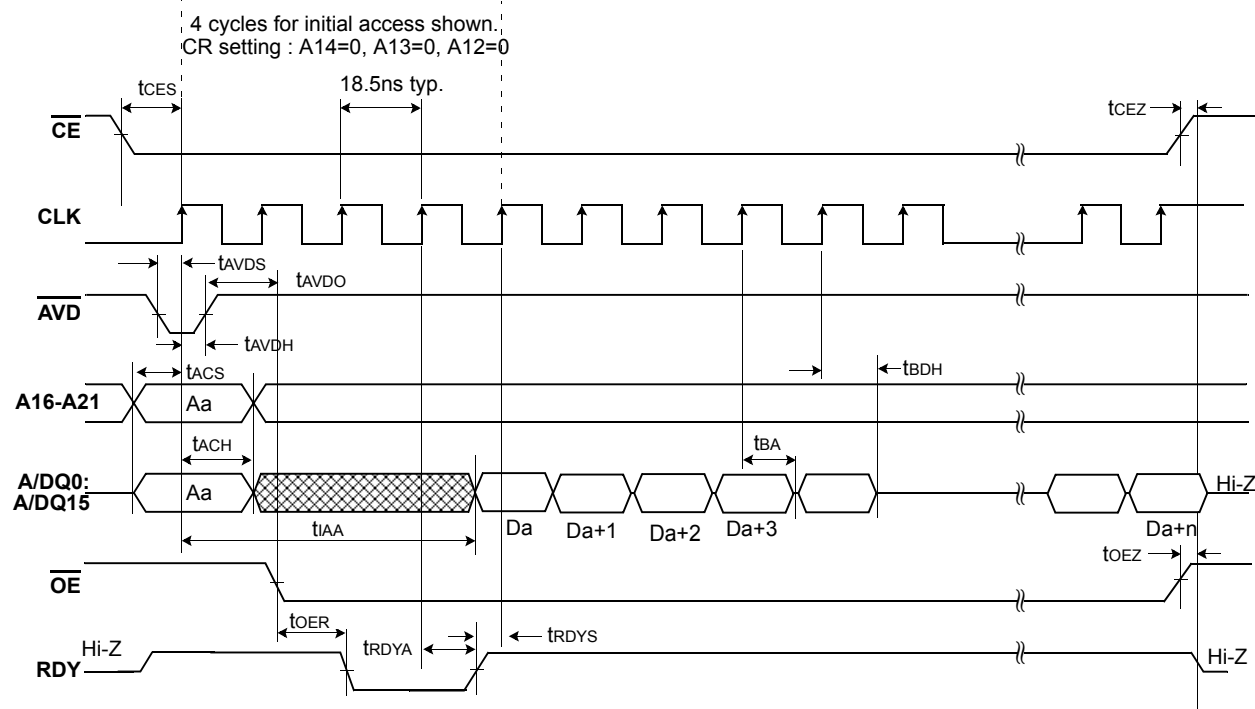 4 cycles for initial access shown.
CR setting : A14=0, A13=0, A12=0
tCES
18.5ns typ.
tCEZ
CE
CLK
tAVDS
tAVDO
AVD
tAVDH
tACS
tBDH
A16-A21
Aa
tACH
tBA
A/DQ0:
A/DQ15
Aa
Hi-Z
tIAA
Da
Da+1
Da+2
Da+3
Da+n
OE
tOEZ
tOER
tRDYA
tRDYS
Hi-Z
RDY
Hi-Z